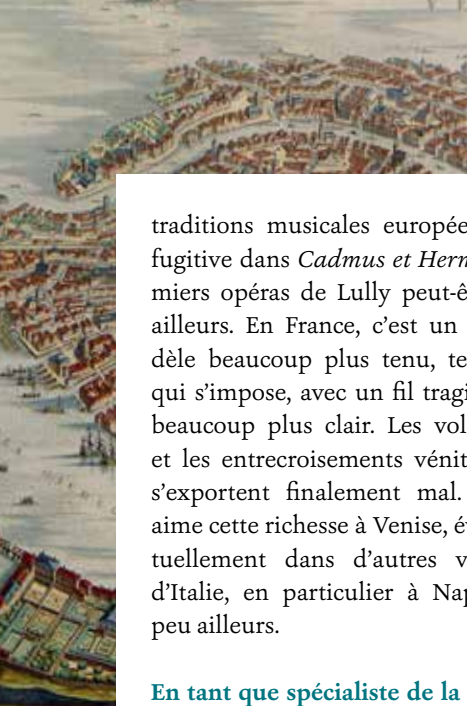 traditions musicales europée
fugitive dans Cadmus et Herm
miers opéras de Lully peut-ê
ailleurs. En France, c’est un
dèle beaucoup plus tenu, te
qui s’impose, avec un fil tragi
beaucoup plus clair. Les vol
et les entrecroisements vénit
s’exportent finalement mal.
aime cette richesse à Venise, év
tuellement dans d’autres v
d’Italie, en particulier à Nap
peu ailleurs.
En tant que spécialiste de la